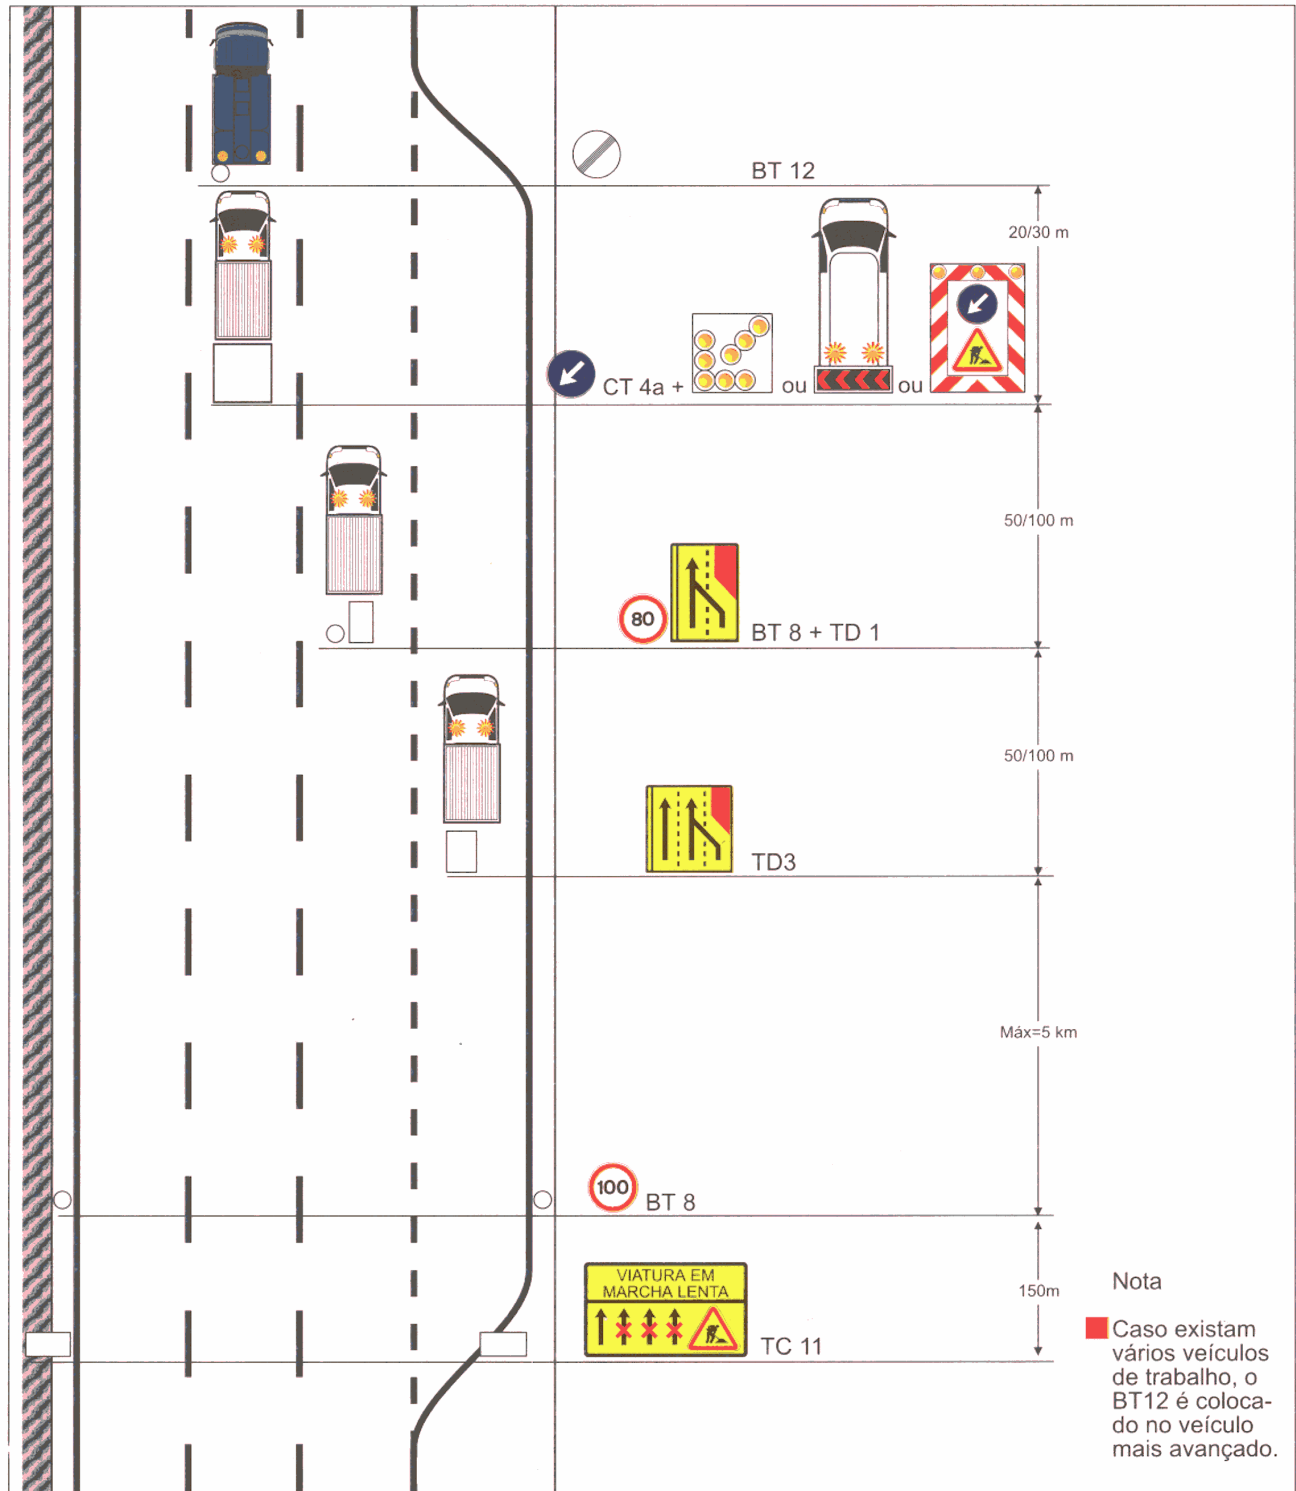 BT 12
20/30 m
CT 4a + ou ou
50/100 m
80
BT 8 + TD 1
50/100 m
TD3
Máx=5 km
100
BT 8
VIATURA EM
MARCHA LENTA
150m
TC 11
Nota
Caso existam
vários veículos
de trabalho, o
BT12 é coloca-
do no veículo
mais avançado.